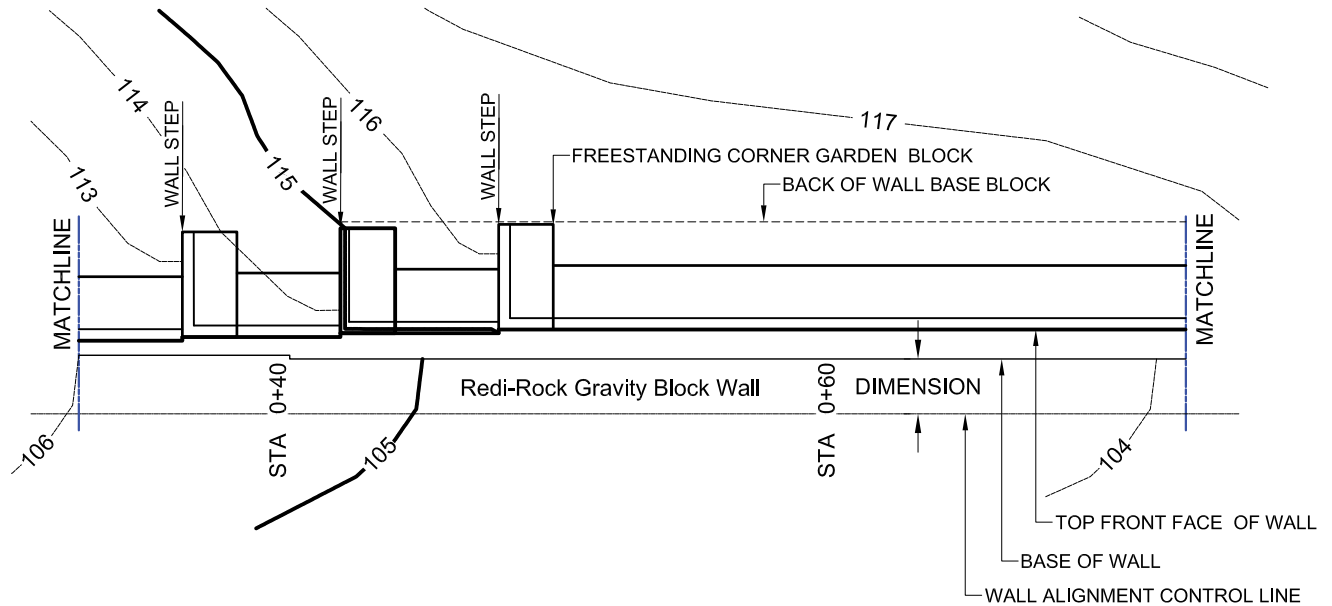 114
116
113
115
117
WALL STEP
WALL STEP
WALL STEP
FREESTANDING CORNER GARDEN BLOCK
BACK OF WALL BASE BLOCK
MATCHLINE
MATCHLINE
STA 0+40
Redi-Rock Gravity Block Wall
STA 0+60
DIMENSION
106
105
104
TOP FRONT FACE OF WALL
BASE OF WALL
WALL ALIGNMENT CONTROL LINE